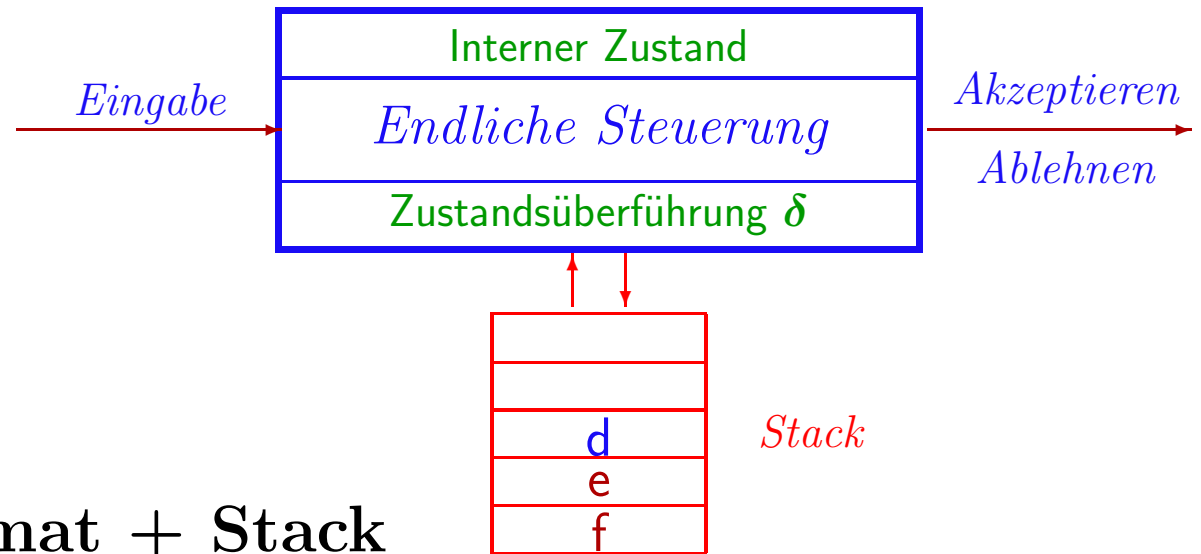 Interner Zustand
Eingabe
Endliche Steuerung
Akzeptieren
Ablehnen
Zustandsüberführung δ
d
Stack
e
f
mat + Stack